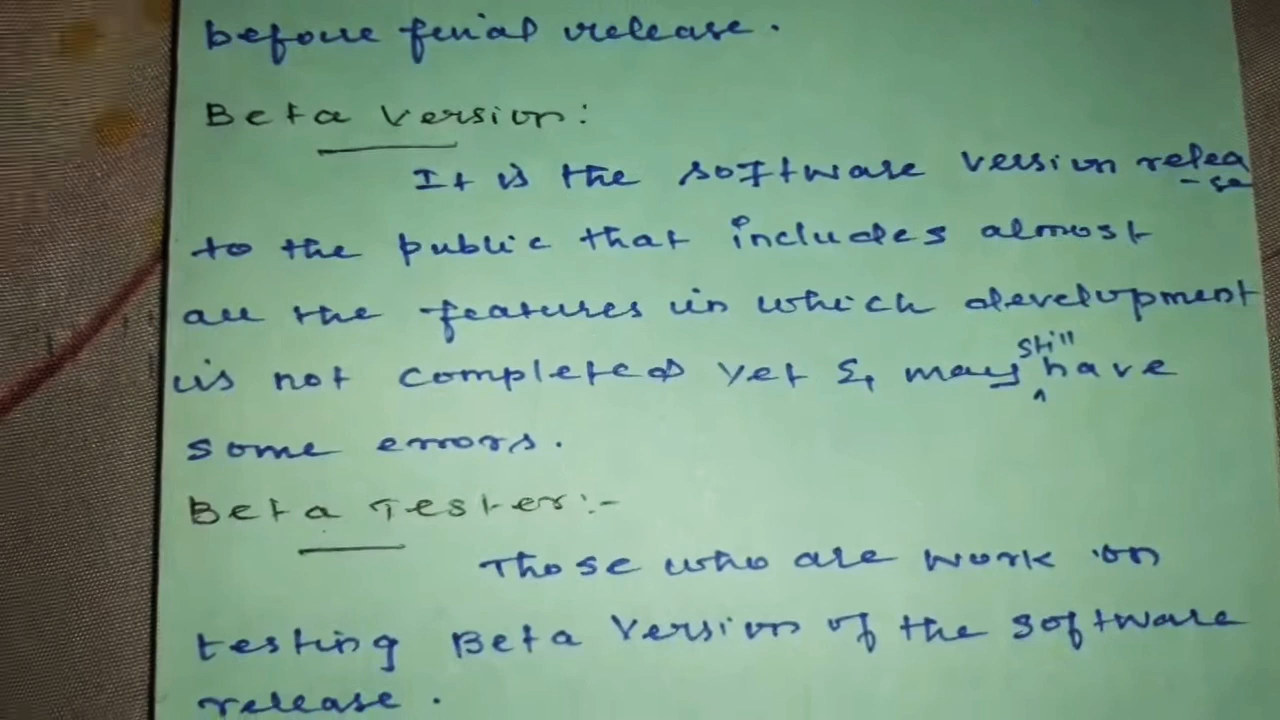 before final release.
Beta Version:
It is the software version relea
-se
to the public that includes almost
all the features in which development
is not completed yet & may still have
some errors.
Beta Tester:-
Those who are work on
testing Beta Version of the software
release.